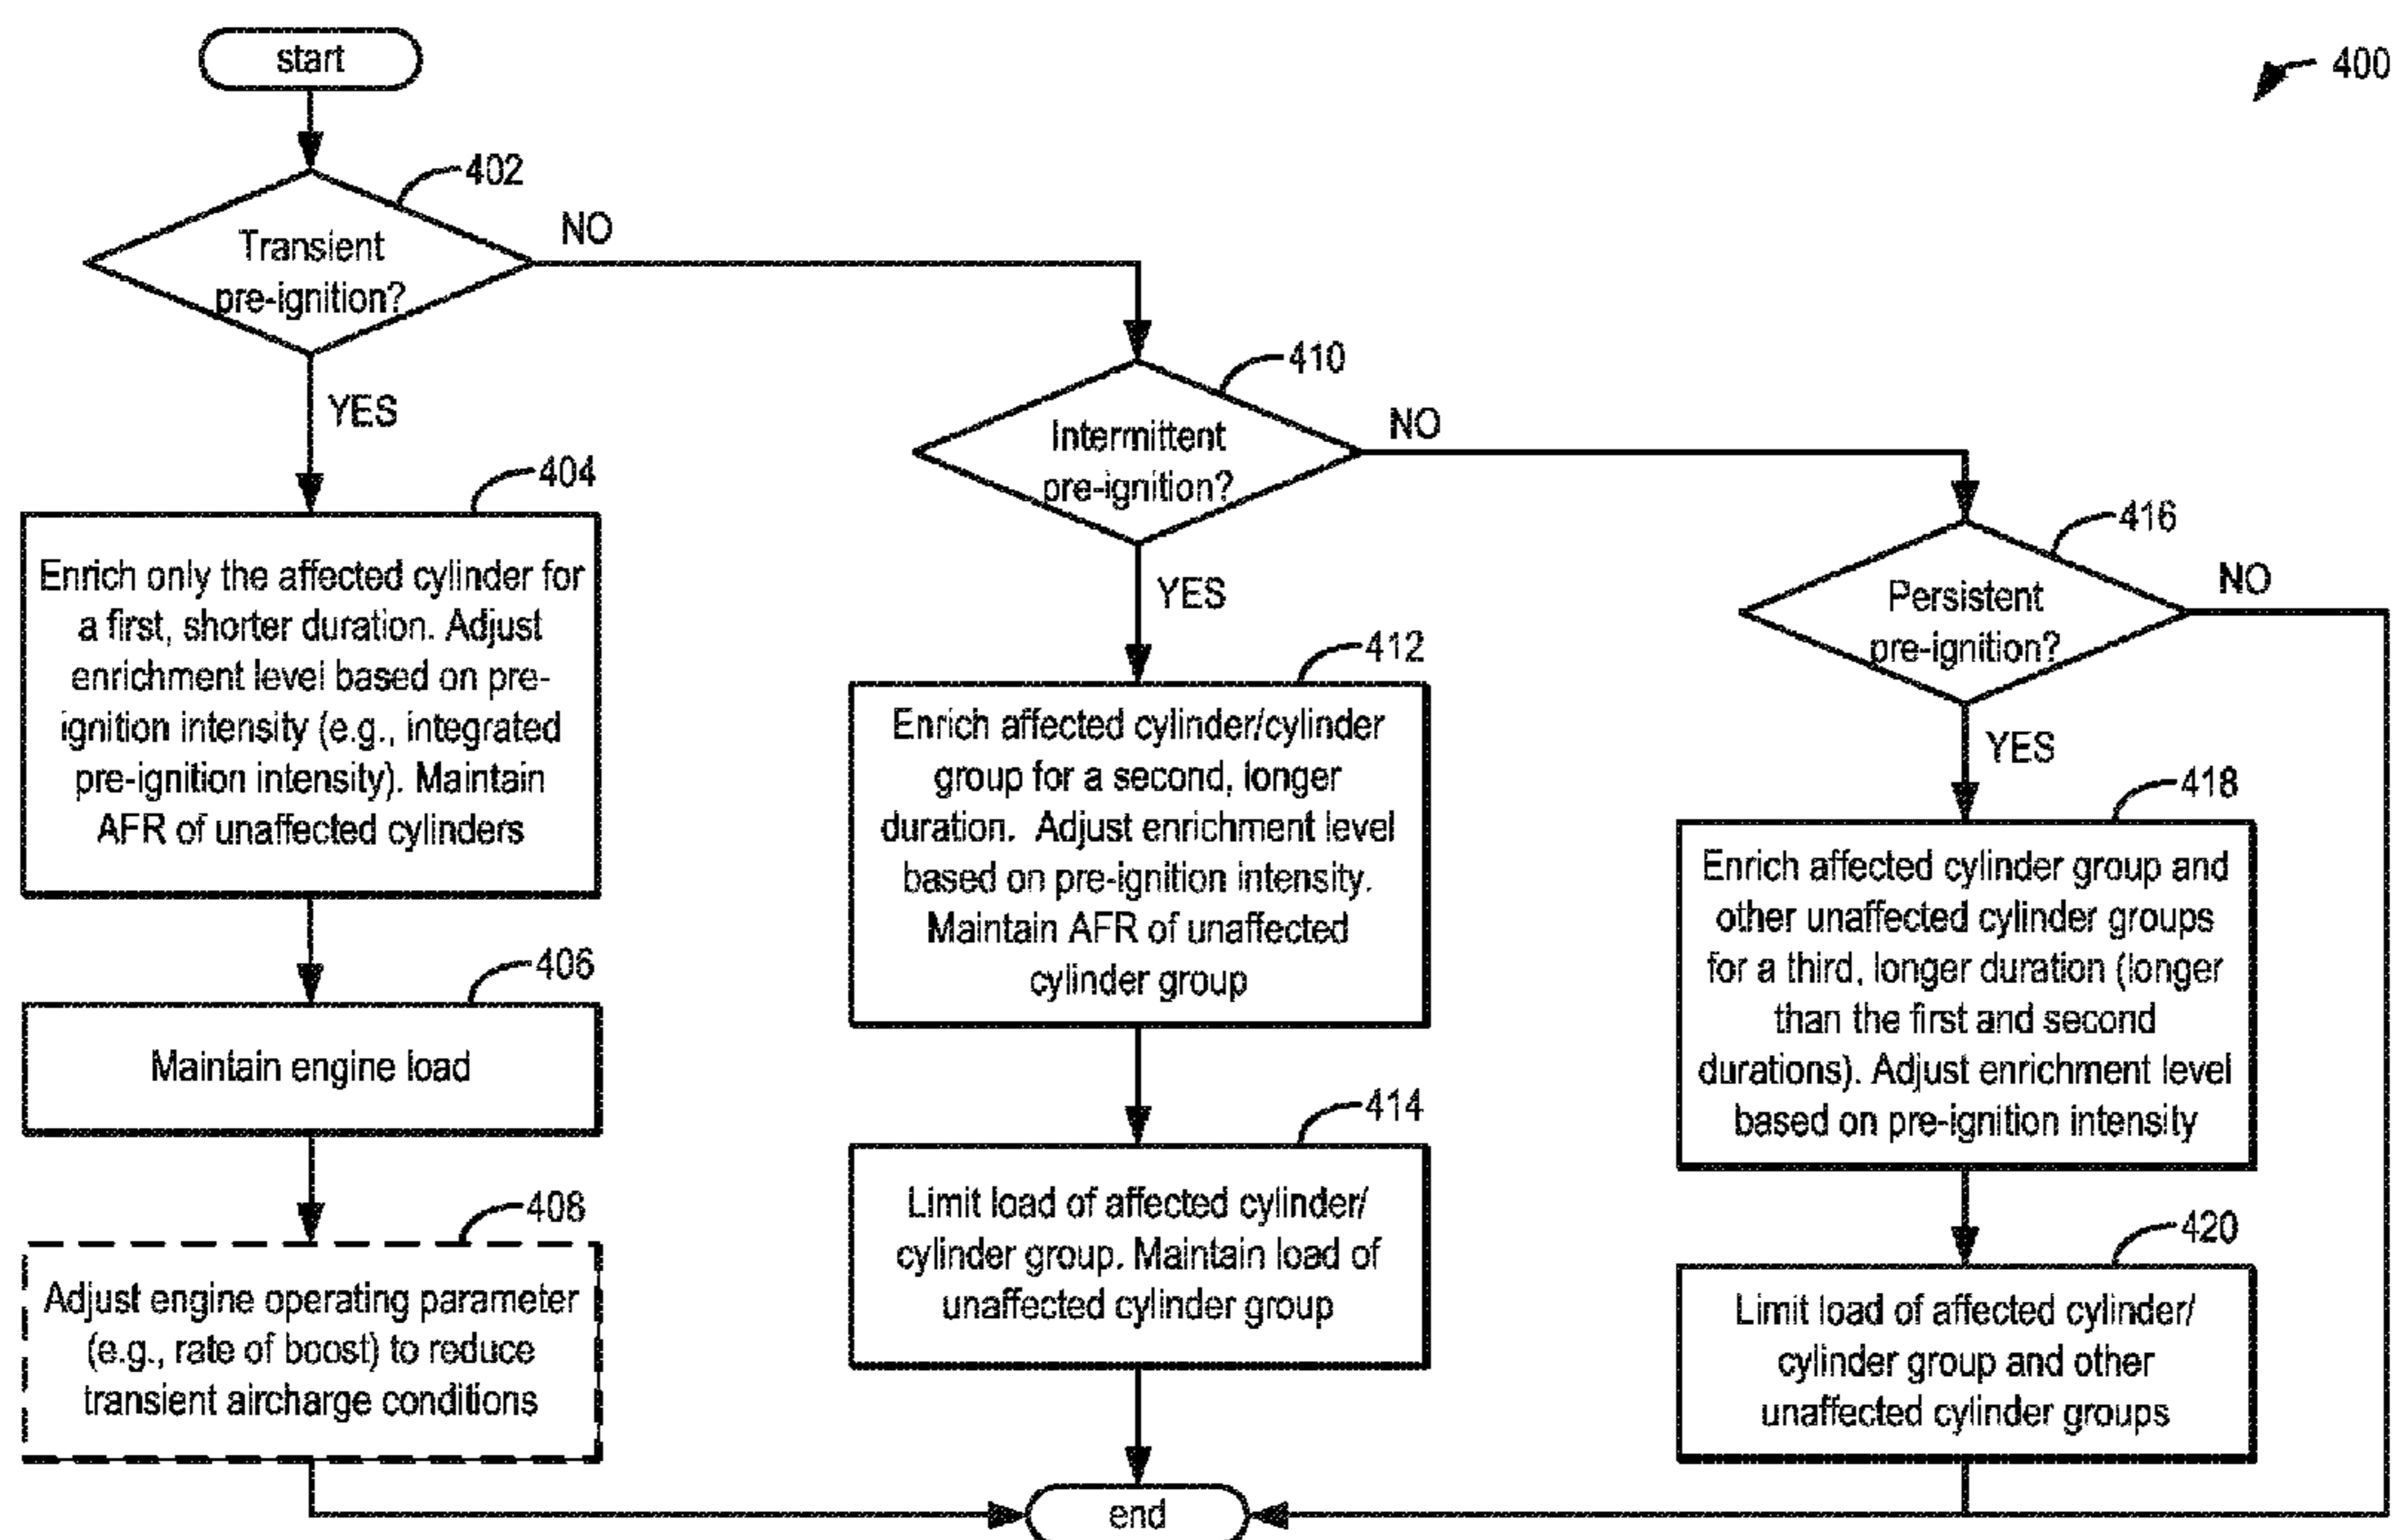 start
400
402
Transient
pre-ignition?
NO
YES
404
Enrich only the affected cylinder for
a first, shorter duration. Adjust
enrichment level based on pre-
ignition intensity (e.g., integrated
pre-ignition intensity). Maintain
AFR of unaffected cylinders
406
Maintain engine load
408
Adjust engine operating parameter
(e.g., rate of boost) to reduce
transient aircharge conditions
410
Intermittent
pre-ignition?
NO
YES
412
Enrich affected cylinder/cylinder
group for a second, longer
duration. Adjust enrichment level
based on pre-ignition intensity.
Maintain AFR of unaffected
cylinder group
414
Limit load of affected cylinder/
cylinder group. Maintain load of
unaffected cylinder group
416
Persistent
pre-ignition?
NO
YES
418
Enrich affected cylinder group and
other unaffected cylinder groups
for a third, longer duration (longer
than the first and second
durations). Adjust enrichment level
based on pre-ignition intensity
420
Limit load of affected cylinder/
cylinder group and other
unaffected cylinder groups
end